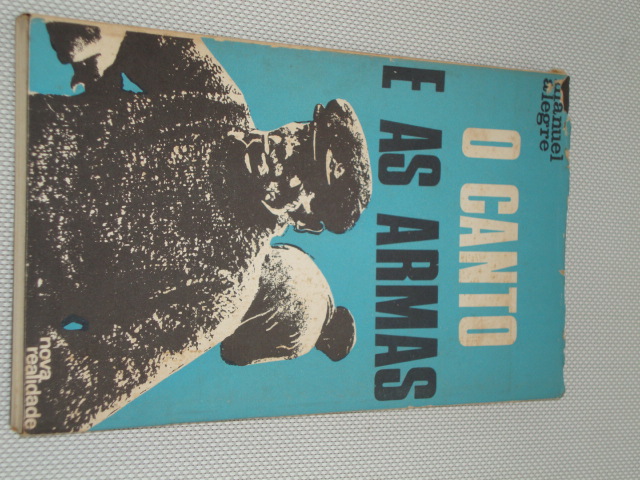 manuel
alegre
O CANTO
E AS ARMAS
nova
realidade